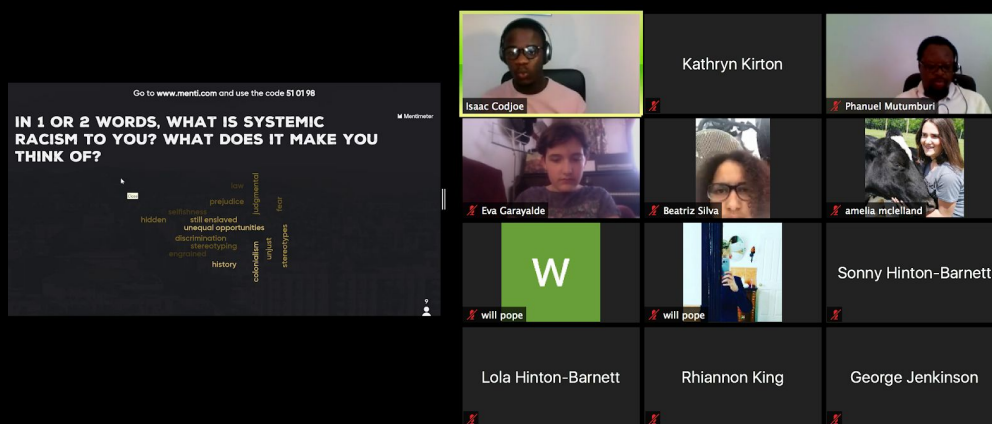 Go to www.menti.com and use the code 51 01 98
Mentimeter
IN 1 OR 2 WORDS, WHAT IS SYSTEMIC
RACISM TO YOU? WHAT DOES IT MAKE YOU
THINK OF?
law
judgmental
prejudice
fear
selfishness
hidden
still enslaved
unequal opportunities
discrimination
stereotyping
engrained
history
colonialism
unjust
stereotypes
9
Isaac Codjoe
Kathryn Kirton
Phanuel Mutumburi
Eva Garayalde
Beatriz Silva
amelia mclelland
W
will pope
will pope
Sonny Hinton-Barnett
Lola Hinton-Barnett
Rhiannon King
George Jenkinson